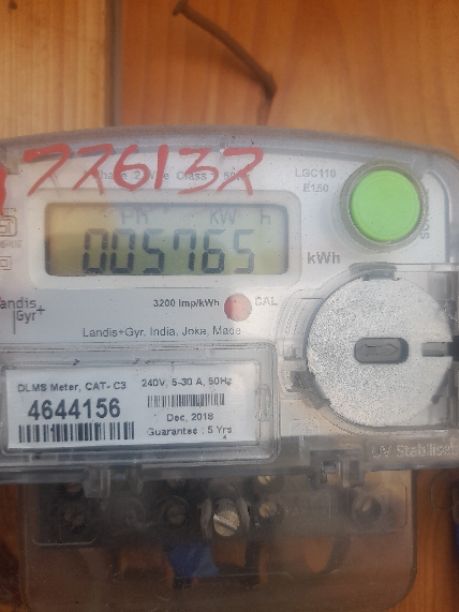 776137
LGC110
E150
Ph kW h
005765
kWh
Landis
Gyr+
3200 Imp/kWh
CAL
Landis+Gyr, India, Joka, Made
DLMS Meter, CAT- C3
4644156
240V, 5-30 A, 50Hz
Dec, 2018
Guarantee : 5 Yrs
UV Stabilised